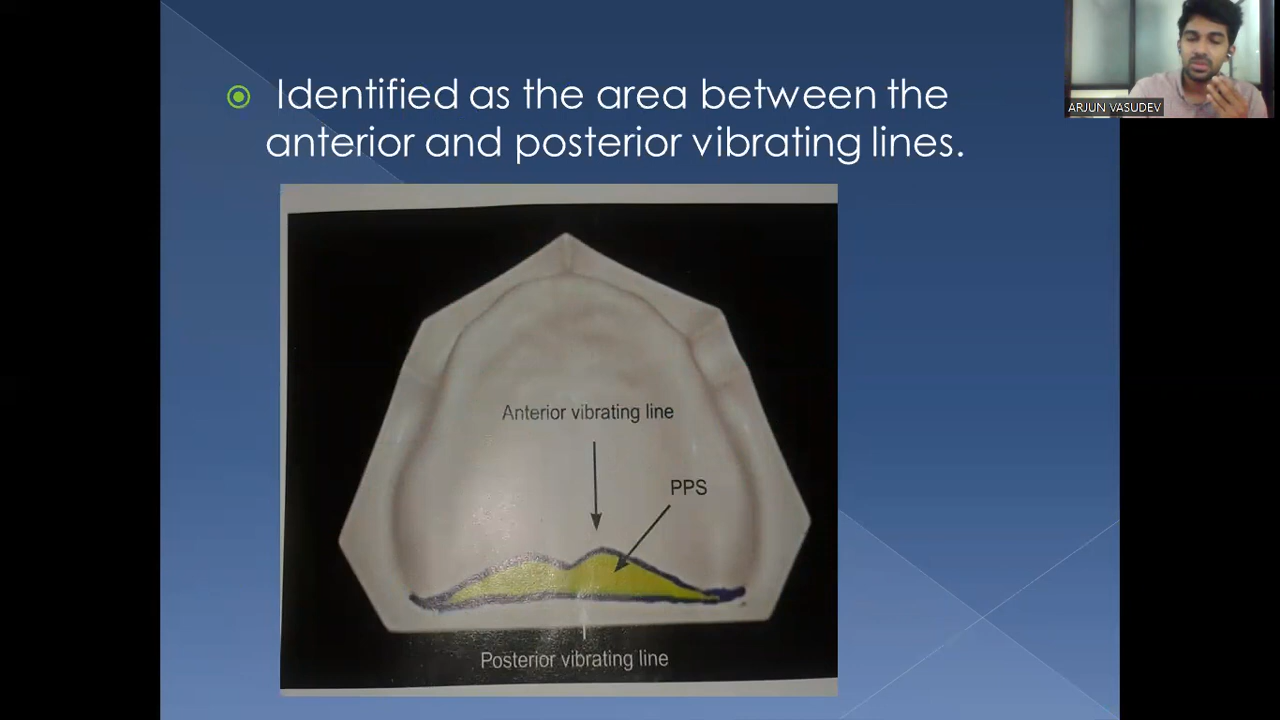 Identified as the area between the
anterior and posterior vibrating lines.
ARJUN VASUDEV
Anterior vibrating line
PPS
Posterior vibrating line